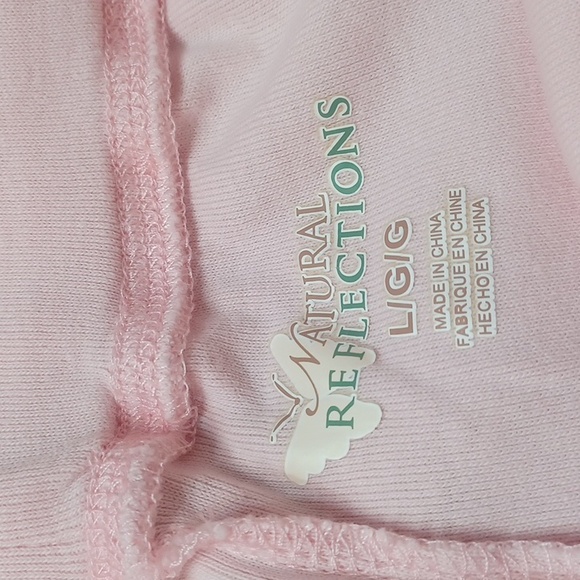 NATURAL
REFLECTIONS
L/G/G
MADE IN CHINA
FABRIQUE EN CHINE
HECHO EN CHINA